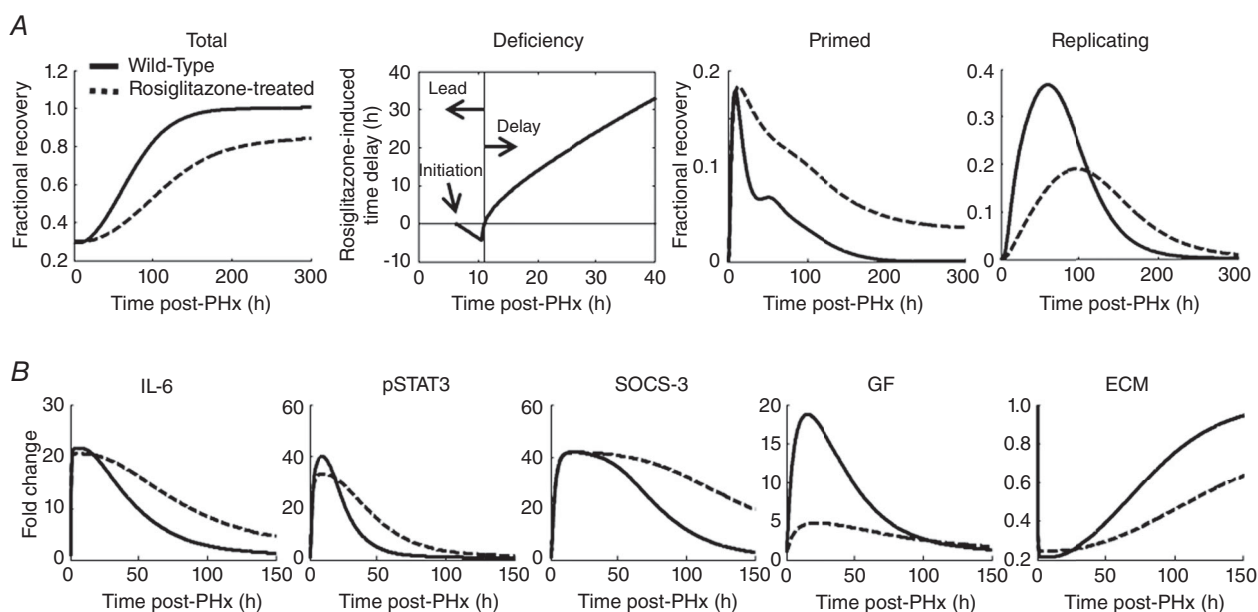 A
Total
Wild-Type
Rosiglitazone-treated
Fractional recovery
1.2
1.0
0.8
0.6
0.4
0.2
0 100 200 300
Time post-PHx (h)
Deficiency
Rosiglitazone-induced
time delay (h)
40
30
20
10
0
-10
Lead
Delay
Initiation
0 10 20 30 40
Time post-PHx (h)
Primed
Fractional recovery
0.2
0.1
0
0 100 200 300
Time post-PHx (h)
Replicating
0.5
0.4
0.3
0.2
0.1
0
0 100 200 300
Time post-PHx (h)
B
IL-6
Fold change
30
20
10
0
0 50 100 150
Time post-PHx (h)
pSTAT3
60
40
20
0
0 50 100 150
Time post-PHx (h)
SOCS-3
60
40
20
0
0 50 100 150
Time post-PHx (h)
GF
20
15
10
5
0
0 50 100 150
Time post-PHx (h)
ECM
1.0
0.8
0.6
0.4
0.2
0 50 100 150
Time post-PHx (h)